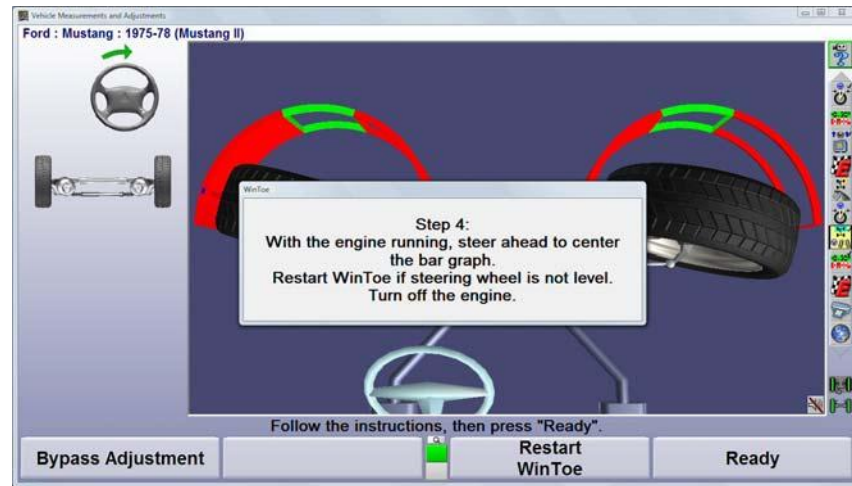 Vehicle Measurements and Adjustments
Ford : Mustang : 1975-78 (Mustang II)
WinToe
Step 4:
With the engine running, steer ahead to center
the bar graph.
Restart WinToe if steering wheel is not level.
Turn off the engine.
Follow the instructions, then press "Ready".
Bypass Adjustment
Restart
WinToe
Ready